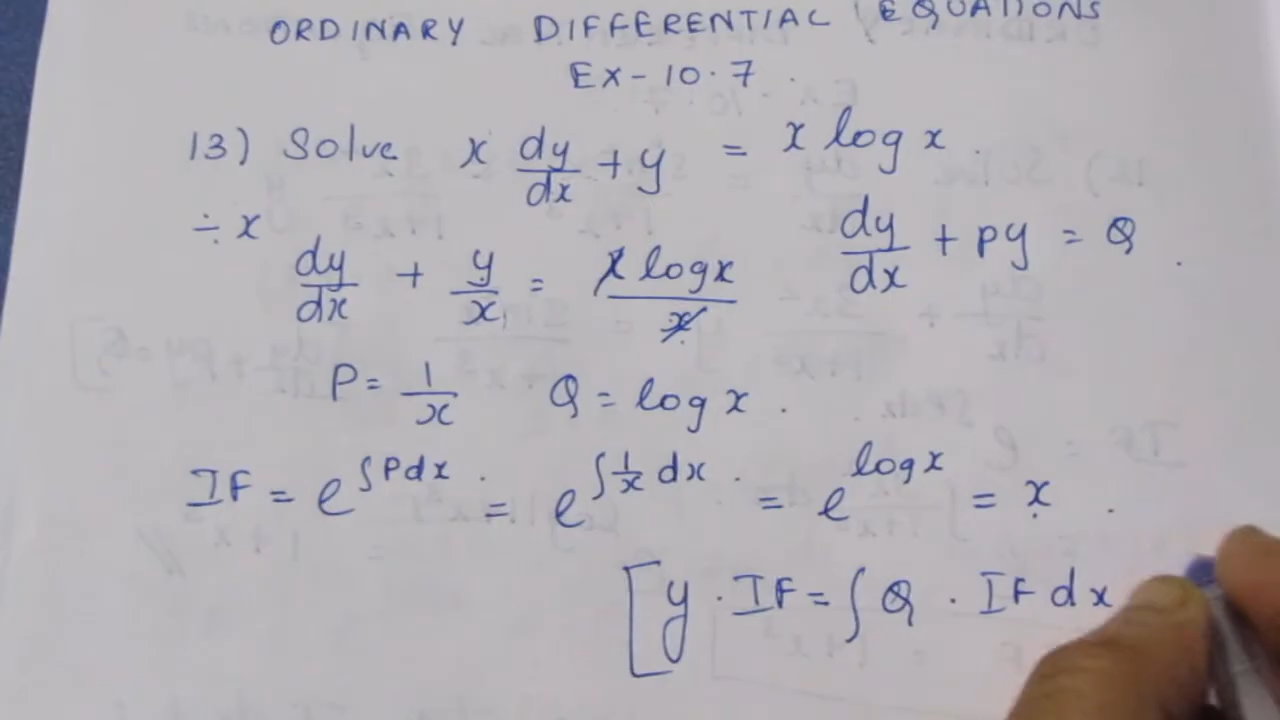 ORDINARY DIFFERENTIAL EQUATIONS
Ex-10.7
13) Solve x dy/dx + y = x log x.
÷ x
dy/dx + y/x = x log x/x dy/dx + py = Q
P = 1/x Q = log x.
IF = e^∫Pdx = e^∫1/x dx = e^log x = x.
[y . IF = ∫Q . IF dx